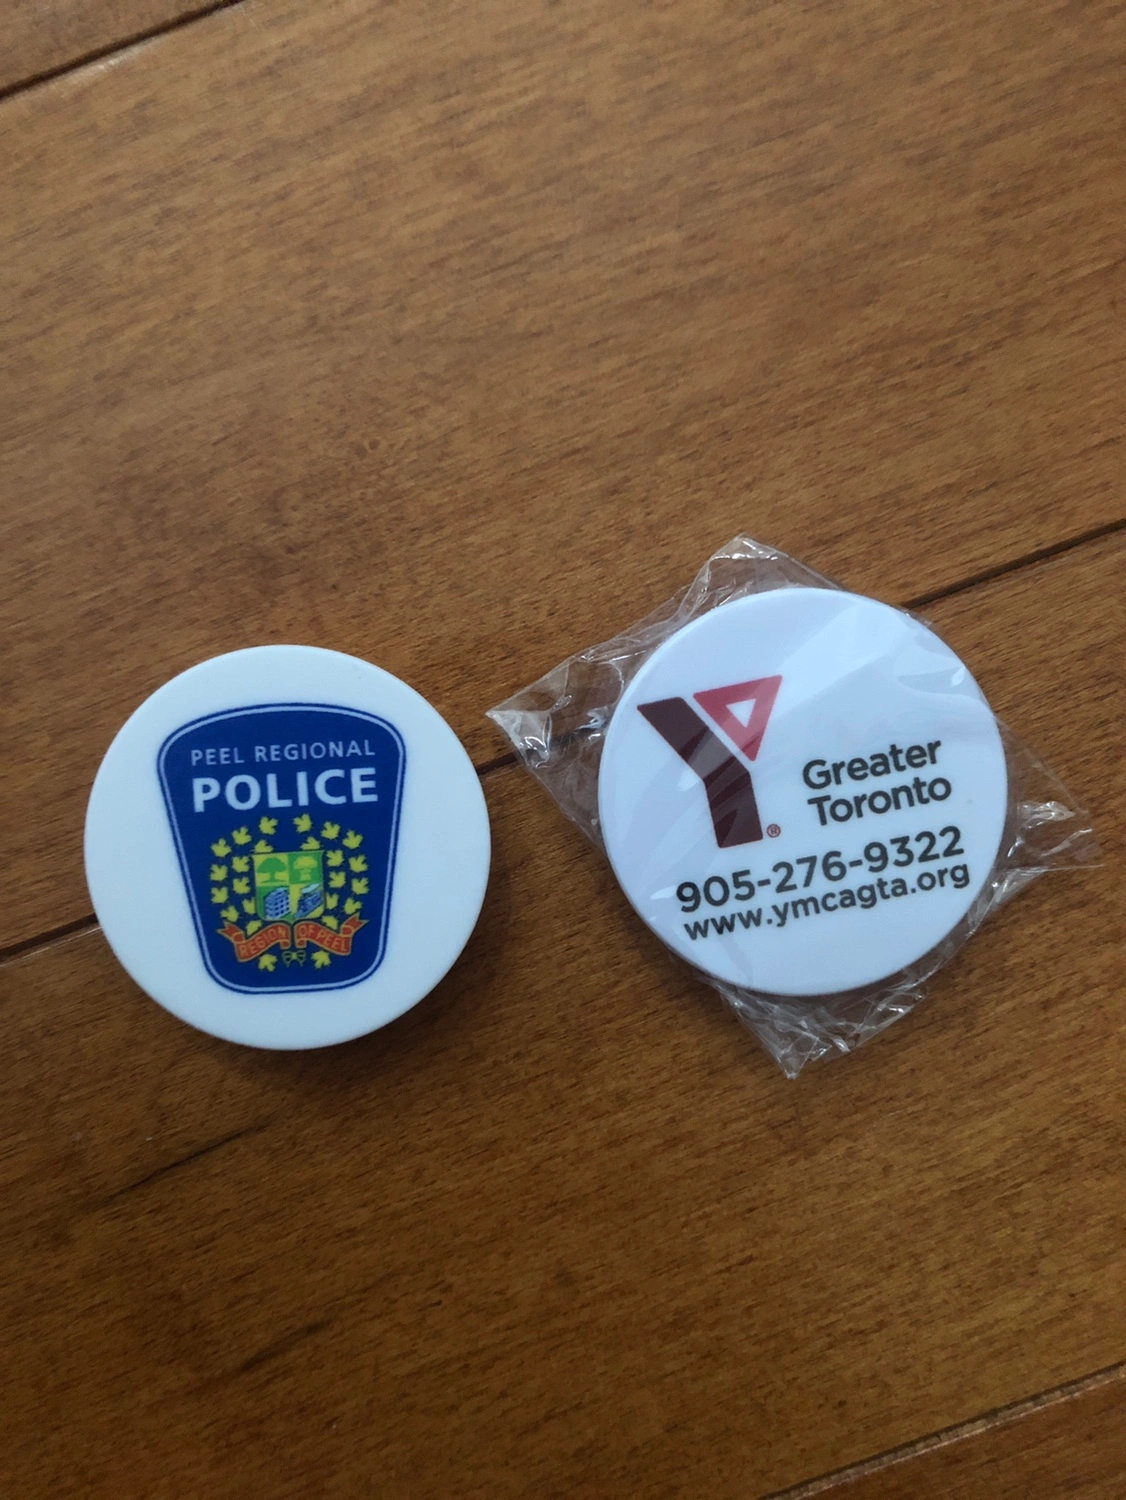 PEEL REGIONAL
POLICE
REGION OF PEEL
Y®
Greater
Toronto
905-276-9322
www.ymcagta.org